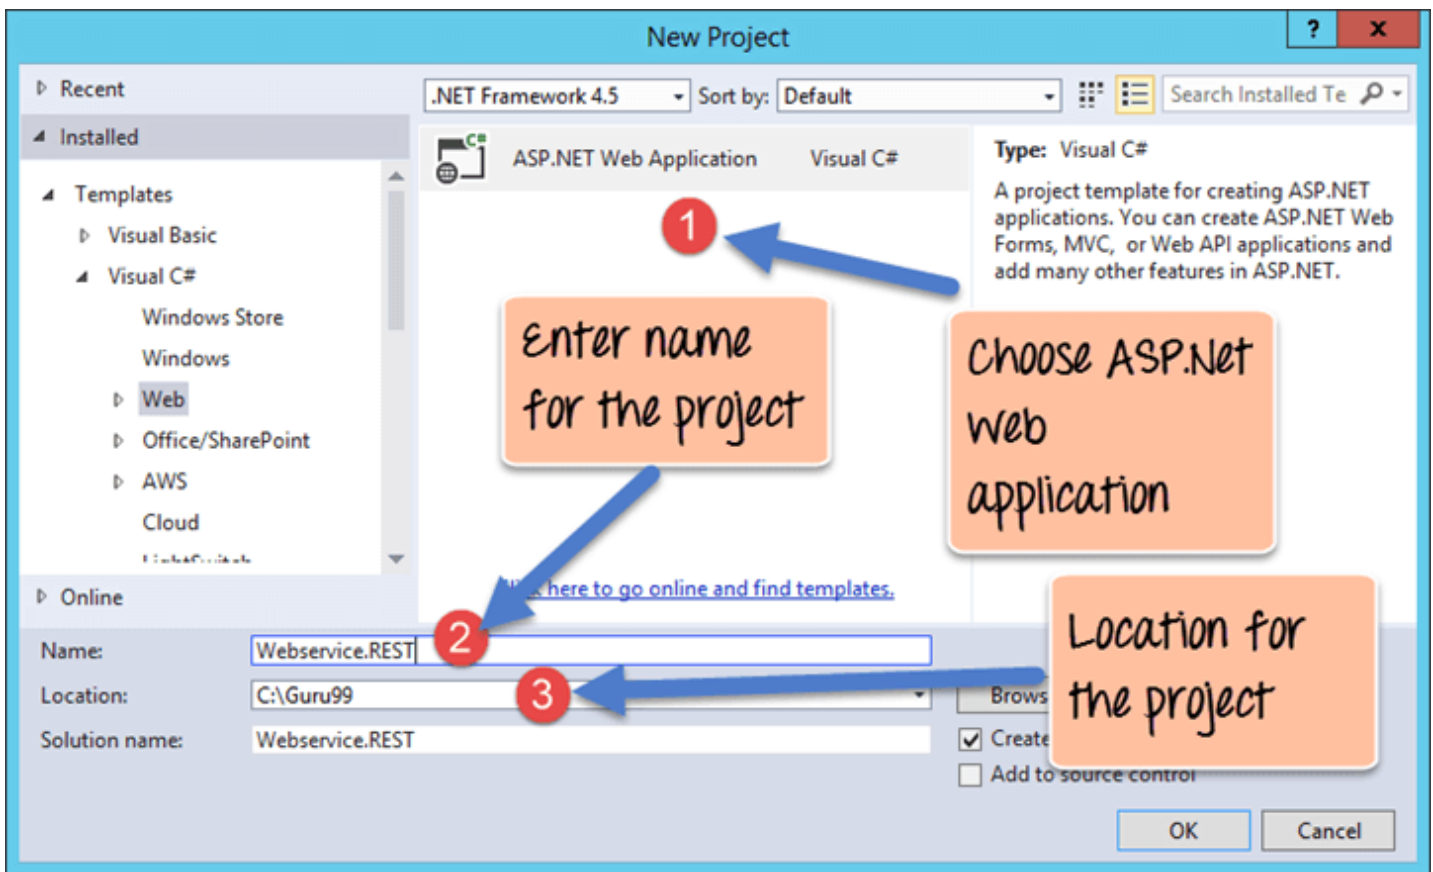 New Project
? x
Recent
.NET Framework 4.5 Sort by: Default Search Installed Te
Installed
Templates
Visual Basic
Visual C#
Windows Store
Windows
Web
Office/SharePoint
AWS
Cloud
Online
ASP.NET Web Application Visual C#
1
Type: Visual C#
A project template for creating ASP.NET
applications. You can create ASP.NET Web
Forms, MVC, or Web API applications and
add many other features in ASP.NET.
Enter name
for the project
Choose ASP.Net
web
application
here to go online and find templates.
Location for
the project
Name: Webservice.REST 2
Location: C:\Guru99 3 Brows
Solution name: Webservice.REST Create
Add to source control
OK Cancel